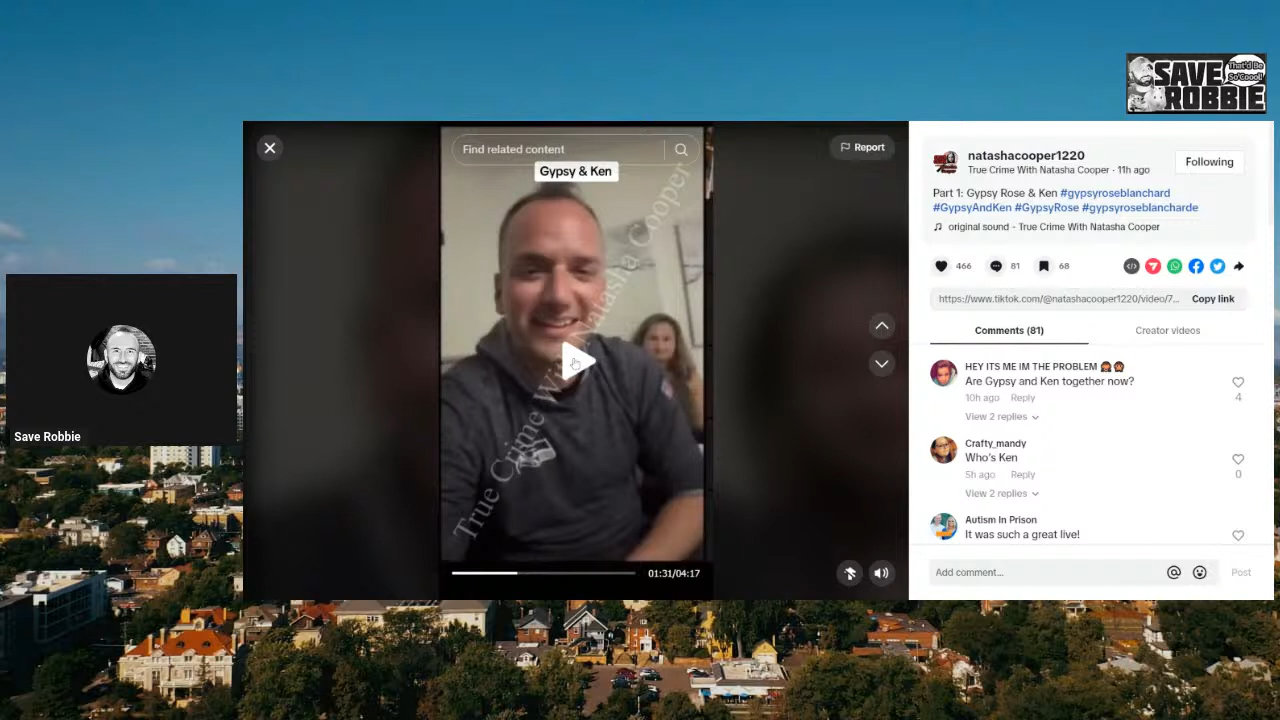 That'd Be
So Coool!
SAVE
ROBBIE
Find related content
Report
Gypsy & Ken
True Crime With Natasha Cooper
01:31/04:17
Save Robbie
natashacooper1220
True Crime With Natasha Cooper · 11h ago
Following
Part 1: Gypsy Rose & Ken #gypsyroseblanchard
#GypsyAndKen #GypsyRose #gypsyroseblancharde
original sound - True Crime With Natasha Cooper
466
81
68
https://www.tiktok.com/@natashacooper1220/video/7...
Copy link
Comments (81)
Creator videos
HEY ITS ME IM THE PROBLEM
Are Gypsy and Ken together now?
10h ago Reply
4
View 2 replies
Crafty_mandy
Who's Ken
5h ago Reply
0
View 2 replies
Autism In Prison
It was such a great live!
Add comment...
Post